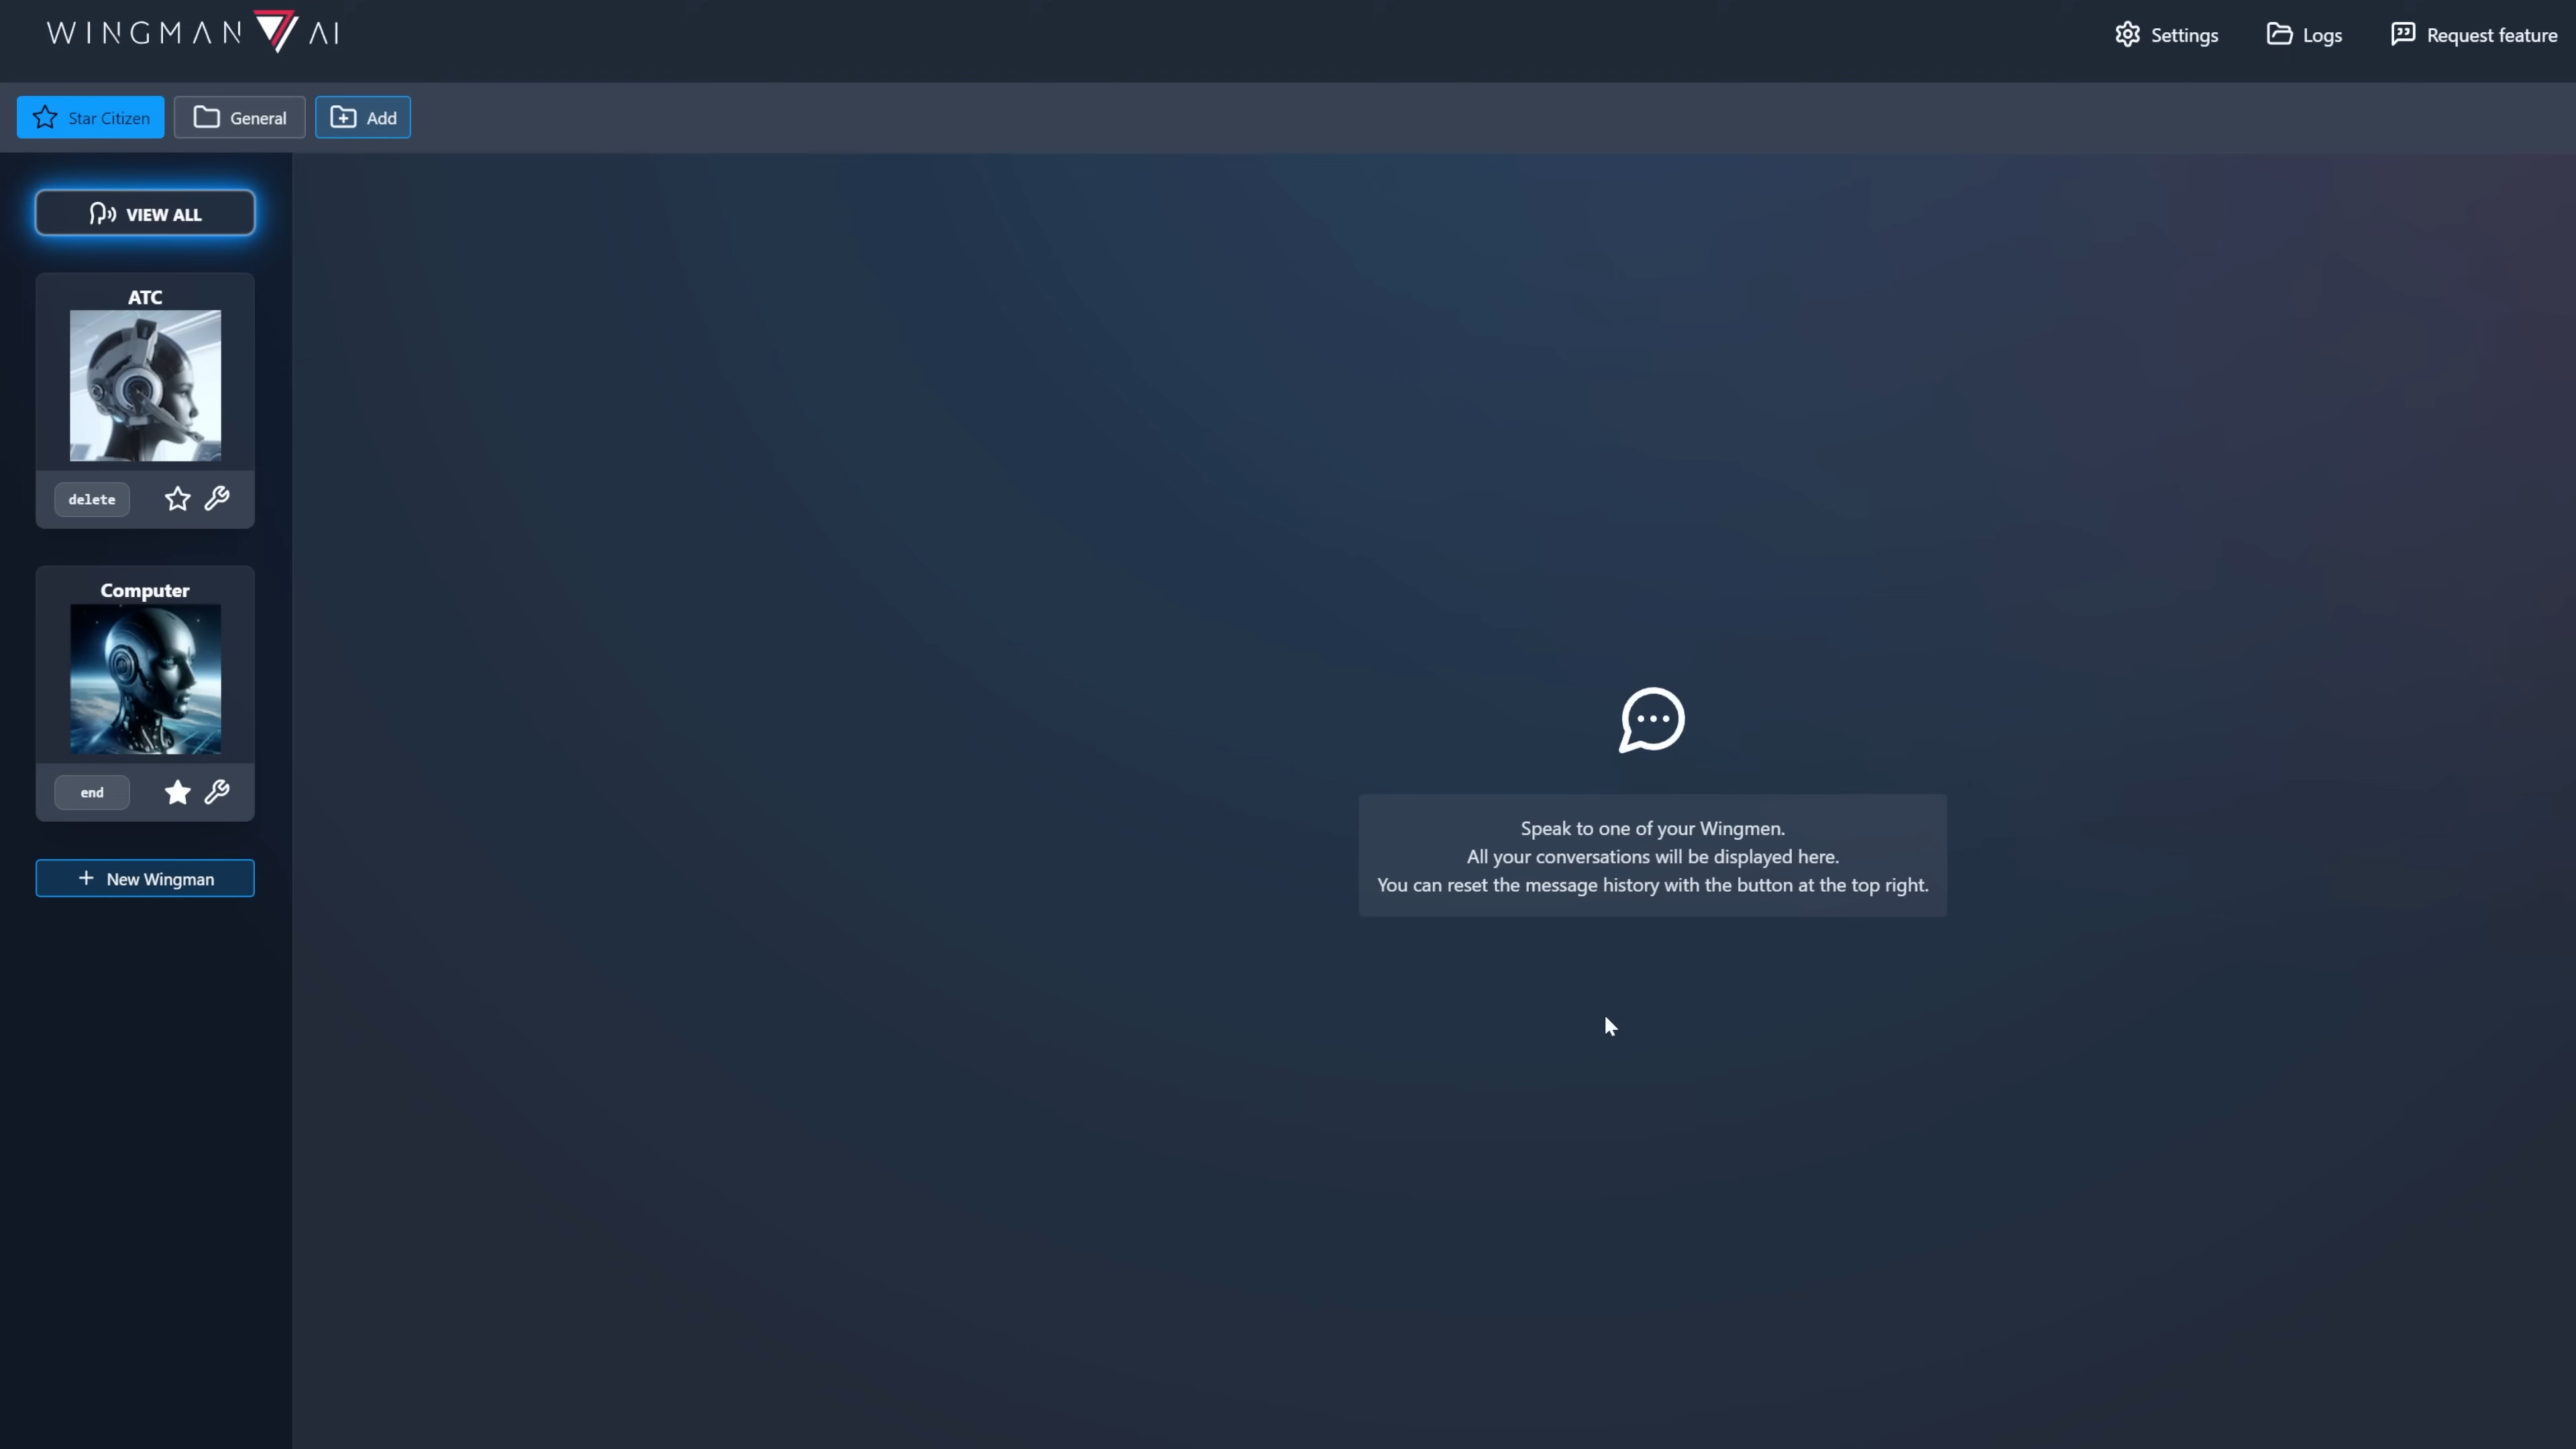 WINGMAN AI
Settings
Logs
Request feature
Star Citizen
General
Add
VIEW ALL
ATC
delete
Computer
end
New Wingman
Speak to one of your Wingmen.
All your conversations will be displayed here.
You can reset the message history with the button at the top right.